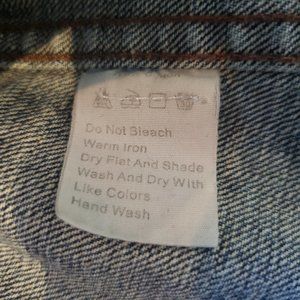 Do Not Bleach
Warm Iron
Dry Flat And Shade
Wash And Dry With
Like Colors
Hand Wash